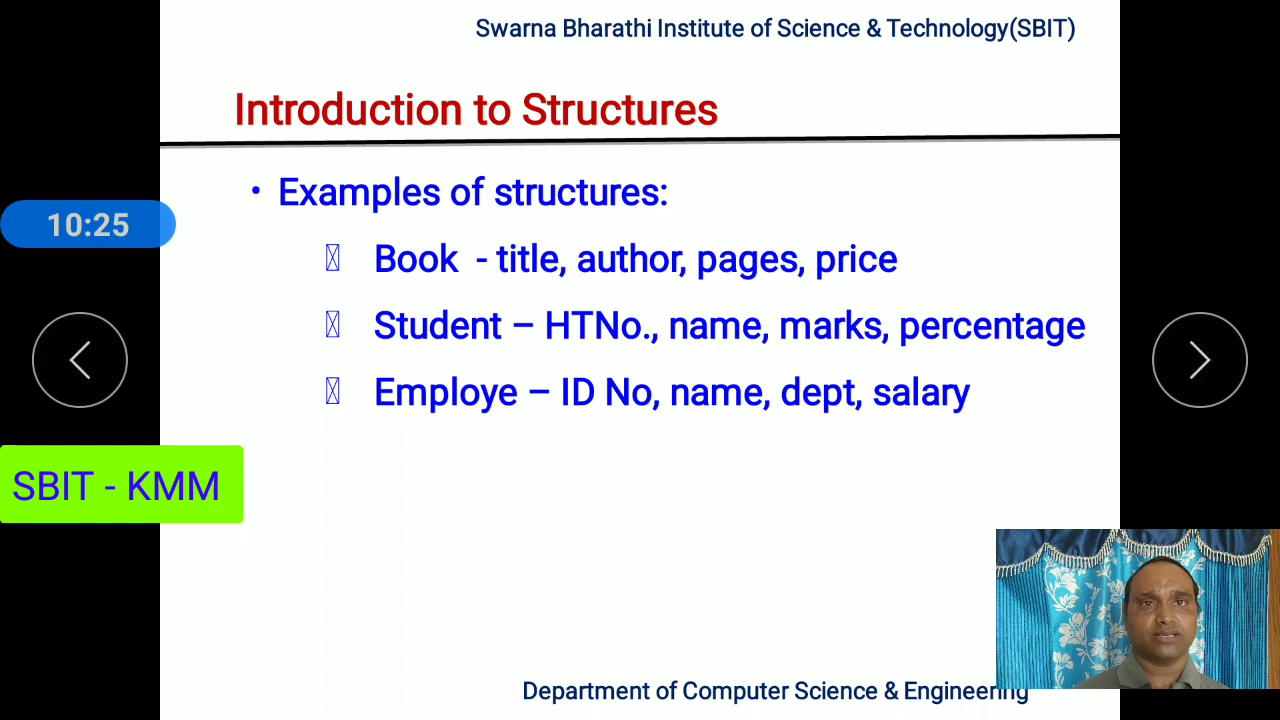 Swarna Bharathi Institute of Science & Technology(SBIT)
Introduction to Structures
• Examples of structures:
10:25
Book - title, author, pages, price
Student – HTNo., name, marks, percentage
Employe – ID No, name, dept, salary
SBIT - KMM
Department of Computer Science & Engineering